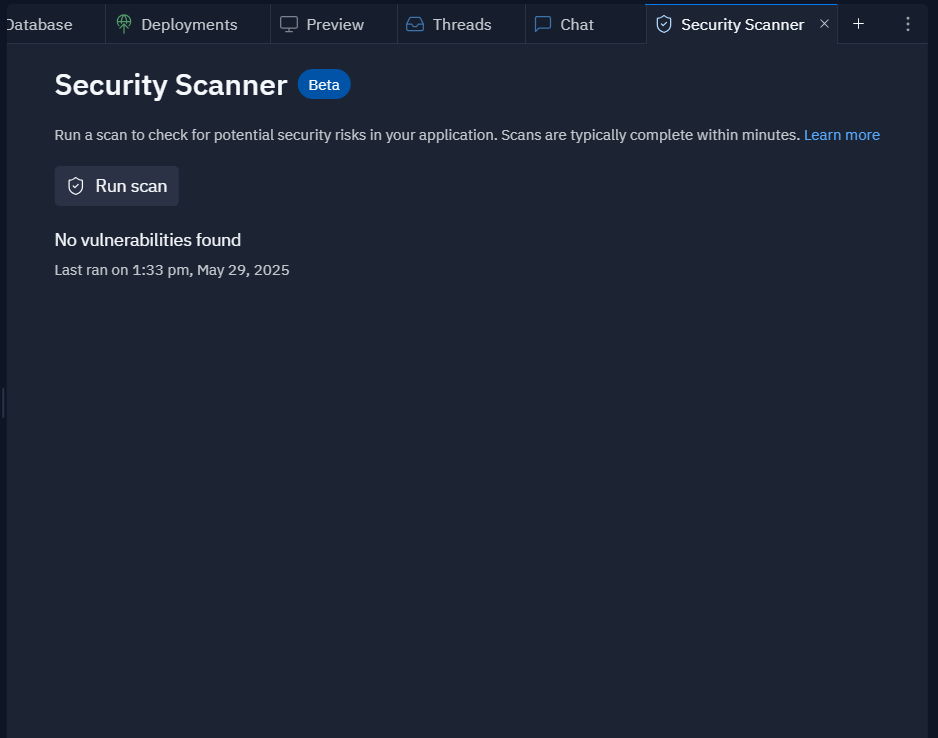 Database
Deployments
Preview
Threads
Chat
Security Scanner
Security Scanner Beta
Run a scan to check for potential security risks in your application. Scans are typically complete within minutes. Learn more
Run scan
No vulnerabilities found
Last ran on 1:33 pm, May 29, 2025